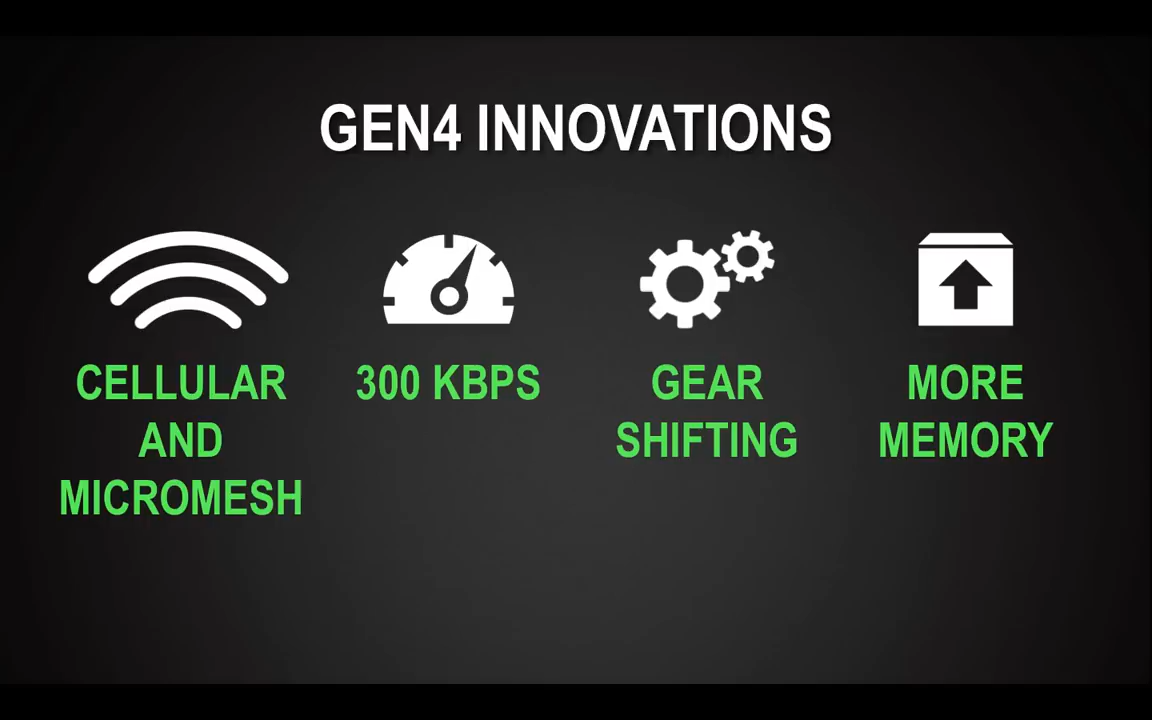 GEN4 INNOVATIONS
CELLULAR
AND
MICROMESH
300 KBPS
GEAR
SHIFTING
MORE
MEMORY